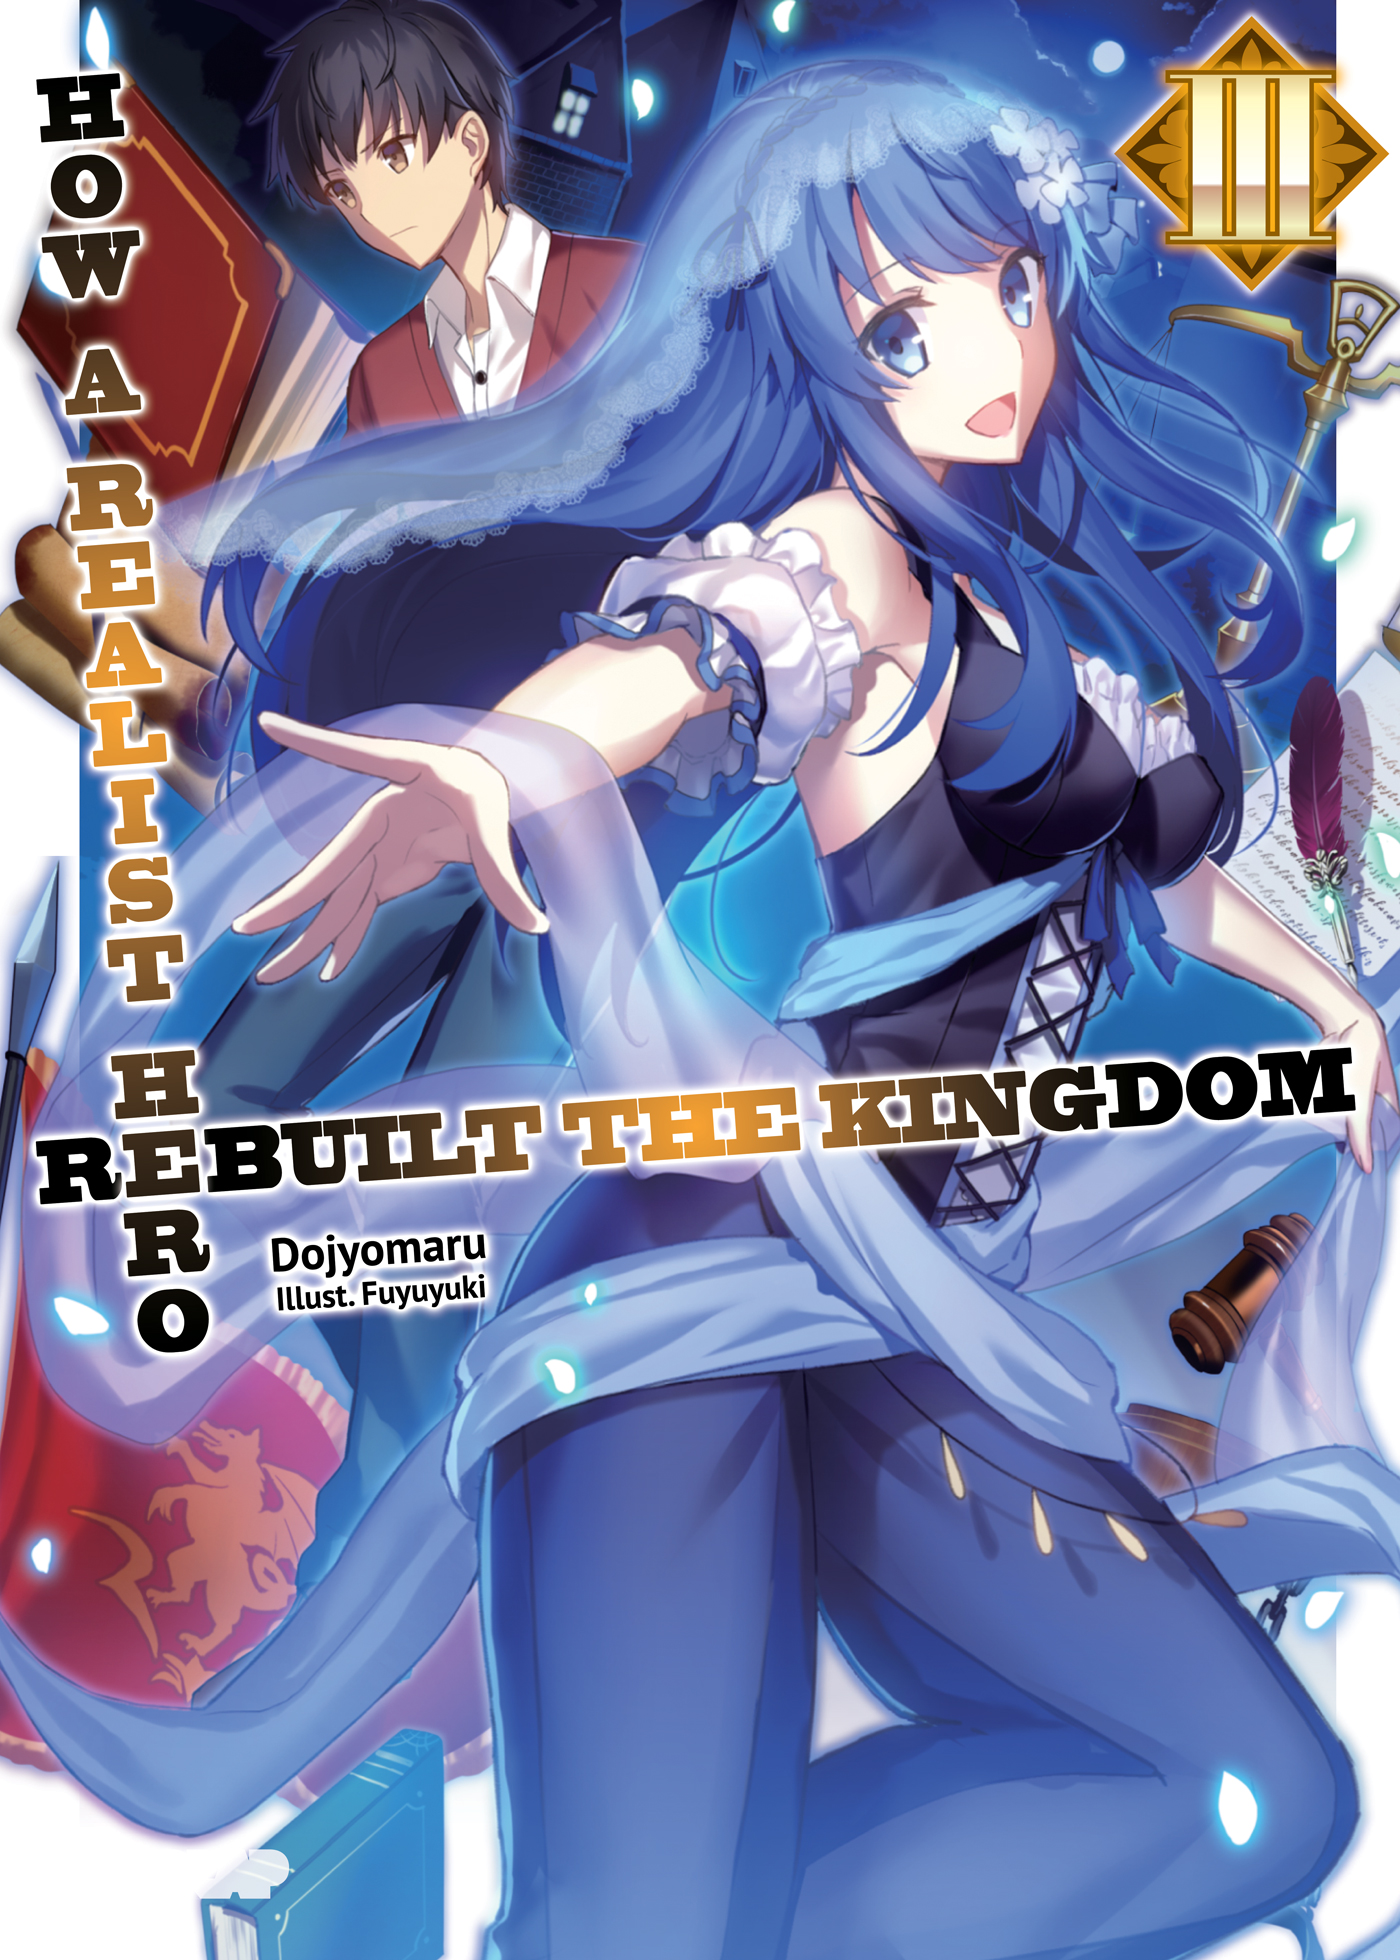 III
HOW A REALIST HERO
REBUILT THE KINGDOM
Dojyomaru
Illust. Fuyuyuki